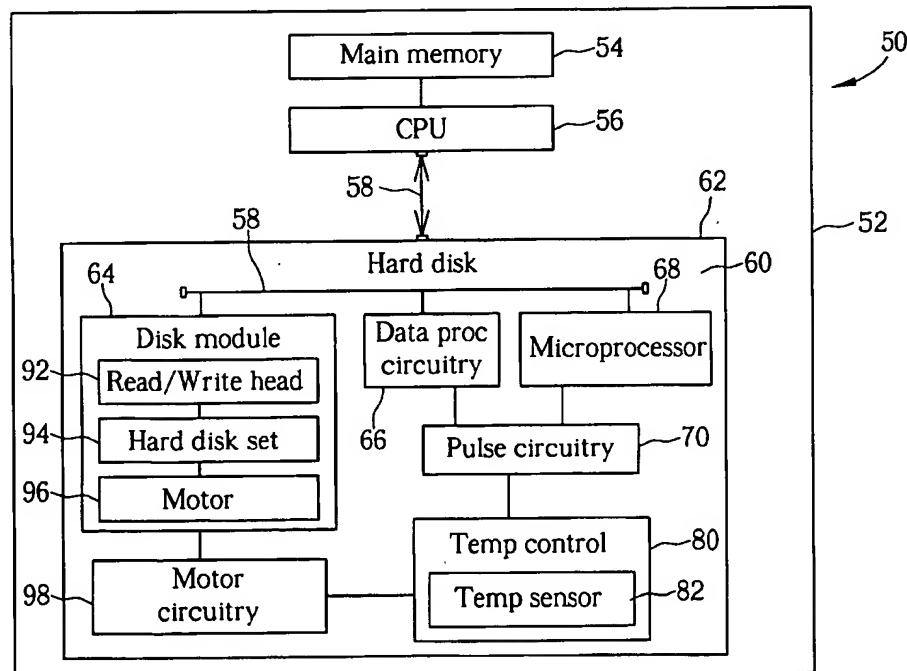 Main memory
54
50
CPU
56
58
62
52
58
Hard disk
60
64
68
Disk module
Data proc
circuitry
Microprocessor
92
Read/Write head
66
94
Hard disk set
Pulse circuitry
70
96
Motor
Temp control
80
98
Motor
circuitry
Temp sensor
82